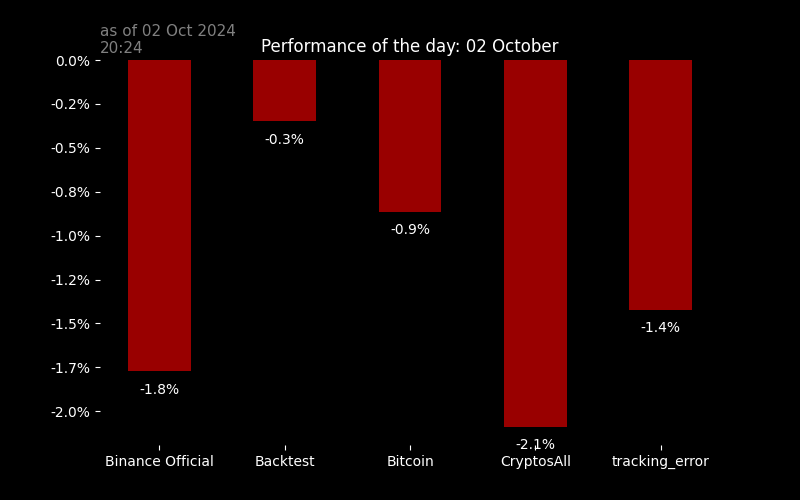 as of 02 Oct 2024
20:24
Performance of the day: 02 October
0.0%
-0.2%
-0.5%
-0.8%
-1.0%
-1.2%
-1.5%
-1.7%
-2.0%
-1.8%
-0.3%
-0.9%
-2.1%
-1.4%
Binance Official
Backtest
Bitcoin
CryptosAll
tracking_error